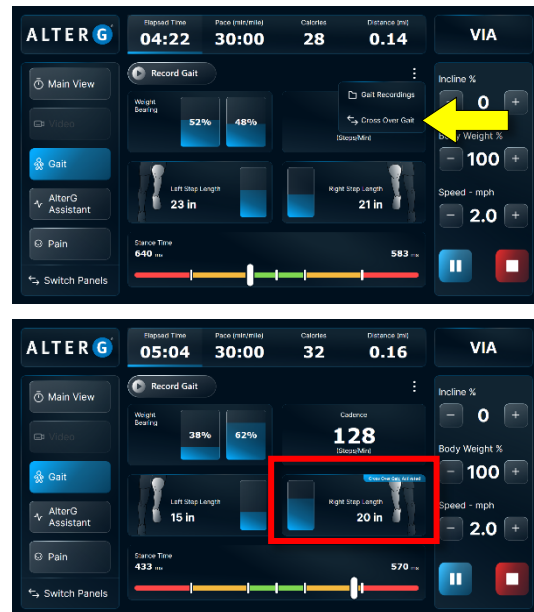 ALTERG
Elapsed Time
04:22
Pace (min/mile)
30:00
Calories
28
Distance (mi)
0.14
VIA
Main View
Video
Gait
AlterG
Assistant
Pain
Switch Panels
Record Gait
Gait Recordings
Cross Over Gait
Weight
Bearing
52%
48%
(Steps/Min)
Left Step Length
23 in
Right Step Length
21 in
Stance Time
640 ms
583 ms
Incline %
0 +
Body Weight %
- 100 +
Speed - mph
- 2.0 +
ALTERG
Elapsed Time
05:04
Pace (min/mile)
30:00
Calories
32
Distance (mi)
0.16
VIA
Main View
Video
Gait
AlterG
Assistant
Pain
Switch Panels
Record Gait
Weight
Bearing
38%
62%
Cadence
128
(Steps/Min)
Left Step Length
15 in
Cross Over Gait Activated
Right Step Length
20 in
Stance Time
433 ms
570 ms
Incline %
- 0 +
Body Weight %
- 100 +
Speed - mph
- 2.0 +